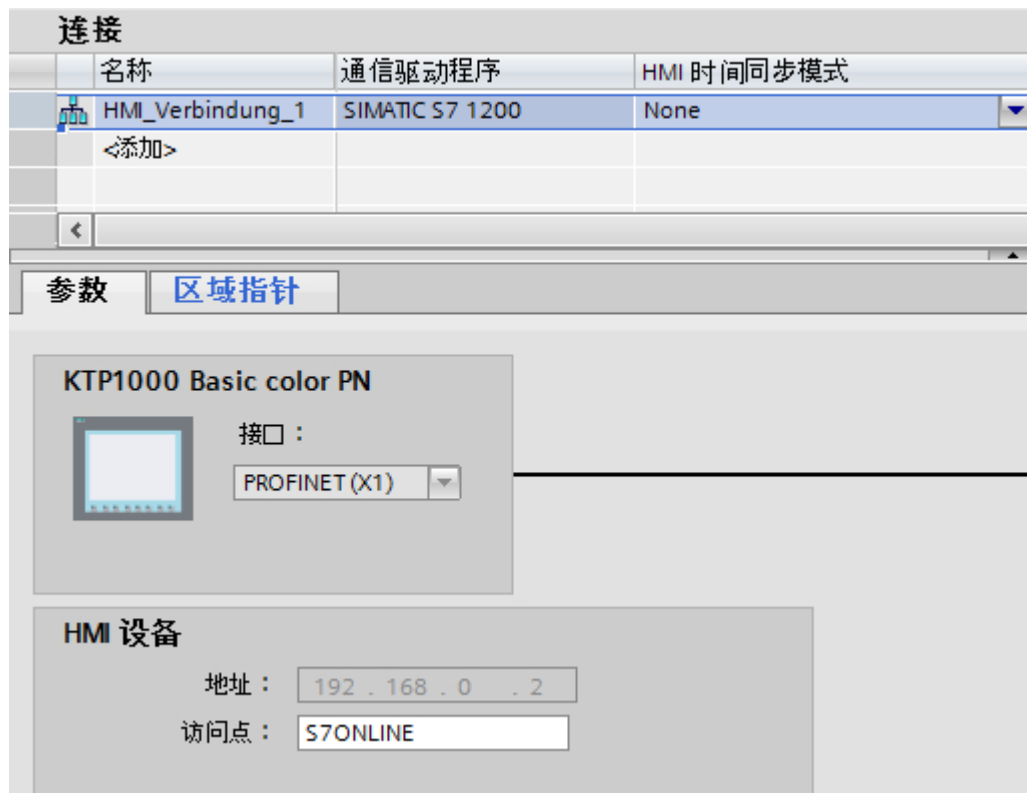 连接
名称 通信驱动程序 HMI 时间同步模式
HMI_Verbindung_1 SIMATIC S7 1200 None
<添加>
参数 区域指针
KTP1000 Basic color PN
接口：
PROFINET (X1)
HMI 设备
地址： 192 . 168 . 0 . 2
访问点： S7ONLINE